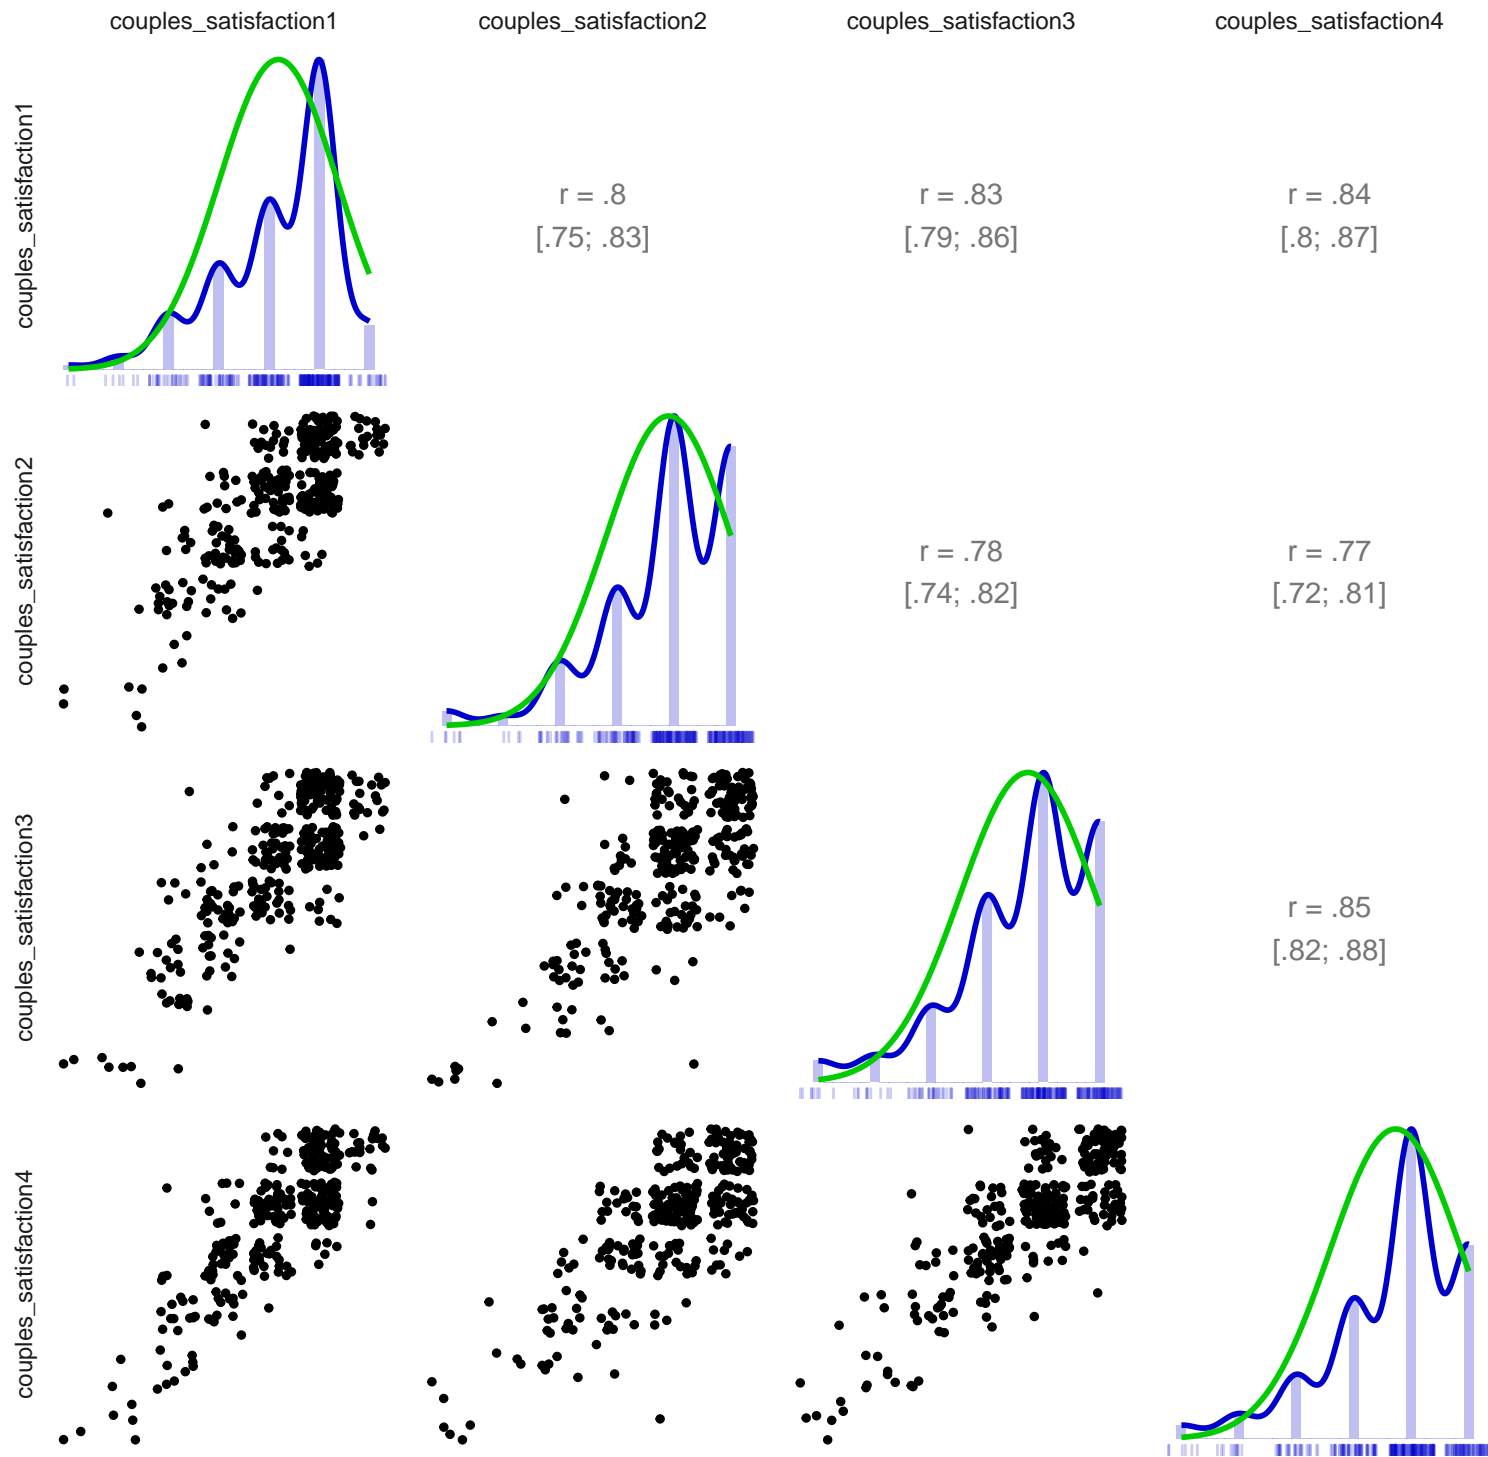 couples_satisfaction1
couples_satisfaction2
couples_satisfaction3
couples_satisfaction4
couples_satisfaction1
r = .8
[.75; .83]
r = .83
[.79; .86]
r = .84
[.8; .87]
couples_satisfaction2
r = .78
[.74; .82]
r = .77
[.72; .81]
couples_satisfaction3
r = .85
[.82; .88]
couples_satisfaction4